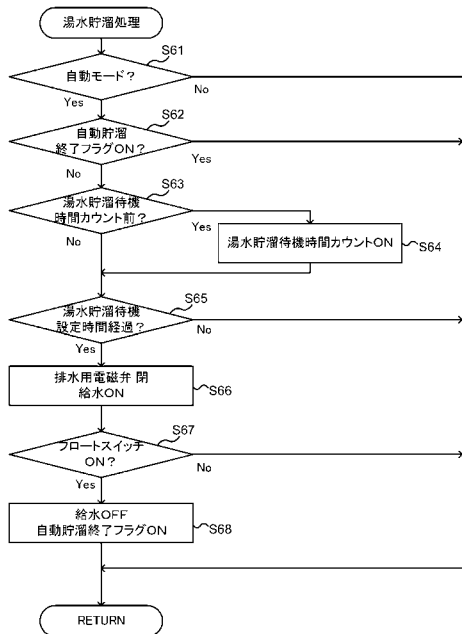 湯水貯溜処理
S61
自動モード?
No
Yes
S62
自動貯溜
終了フラグON?
Yes
No
S63
湯水貯溜待機
時間カウント前?
Yes
No
湯水貯溜待機時間カウントON
S64
S65
湯水貯溜待機
設定時間経過?
No
Yes
排水用電磁弁 閉
給水ON
S66
S67
フロートスイッチ
ON?
No
Yes
給水OFF
自動貯溜終了フラグON
S68
RETURN